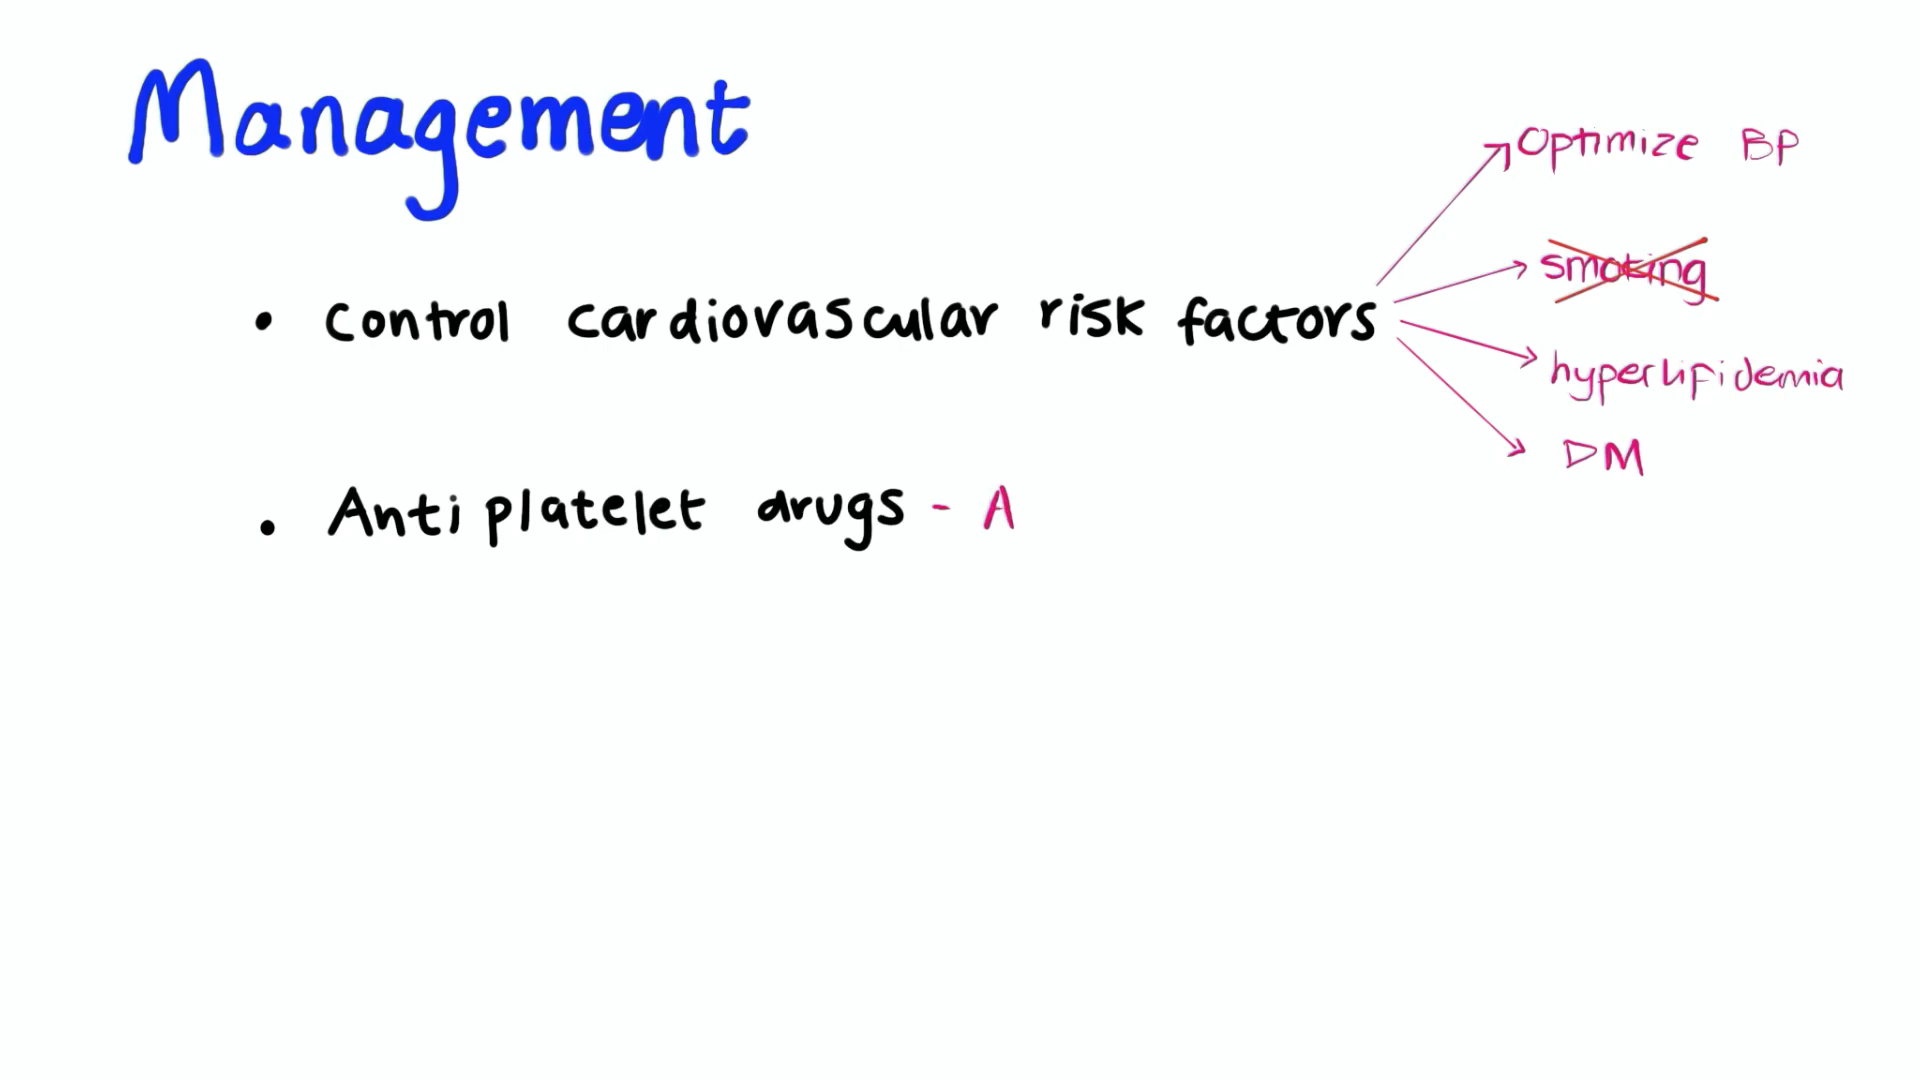 Management
Optimize BP
smoking
• Control cardiovascular risk factors
hyperlipidemia
DM
• Antiplatelet drugs - A